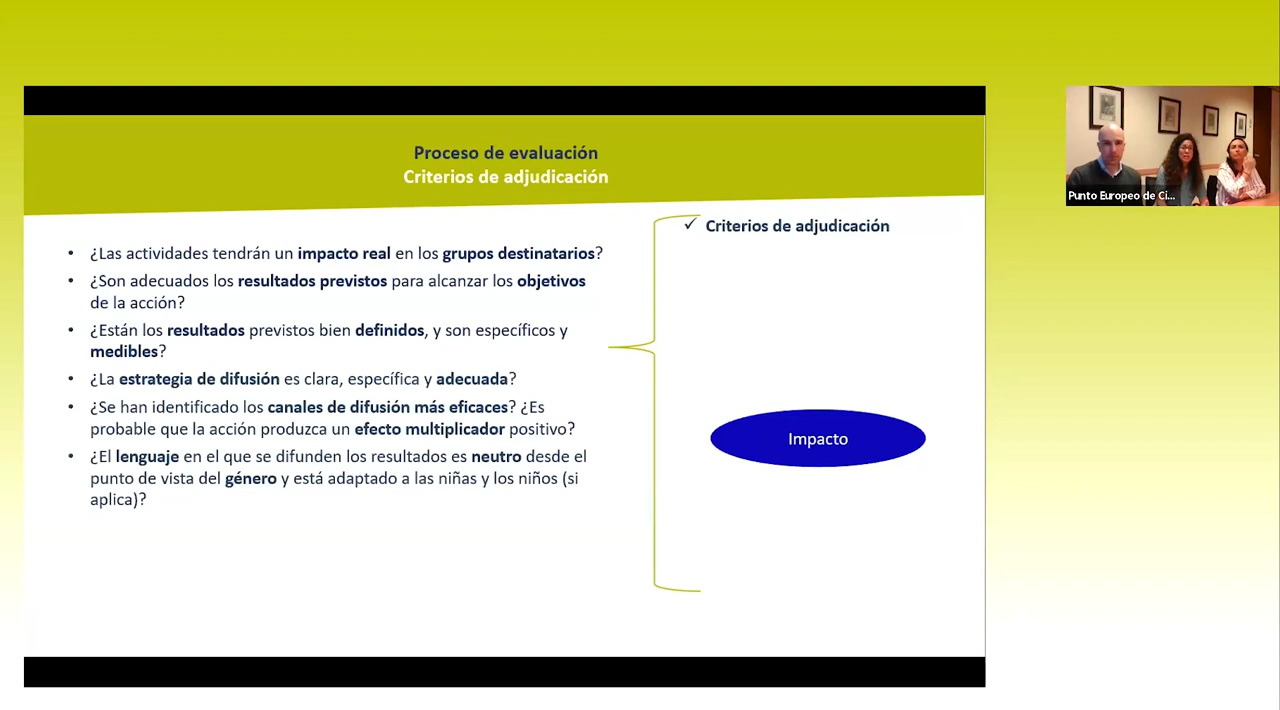 Proceso de evaluación
Criterios de adjudicación
• ¿Las actividades tendrán un impacto real en los grupos destinatarios?
• ¿Son adecuados los resultados previstos para alcanzar los objetivos
de la acción?
• ¿Están los resultados previstos bien definidos, y son específicos y
medibles?
• ¿La estrategia de difusión es clara, específica y adecuada?
• ¿Se han identificado los canales de difusión más eficaces? ¿Es
probable que la acción produzca un efecto multiplicador positivo?
• ¿El lenguaje en el que se difunden los resultados es neutro desde el
punto de vista del género y está adaptado a las niñas y los niños (si
aplica)?
✓ Criterios de adjudicación
Impacto
Punto Europeo de Ci...